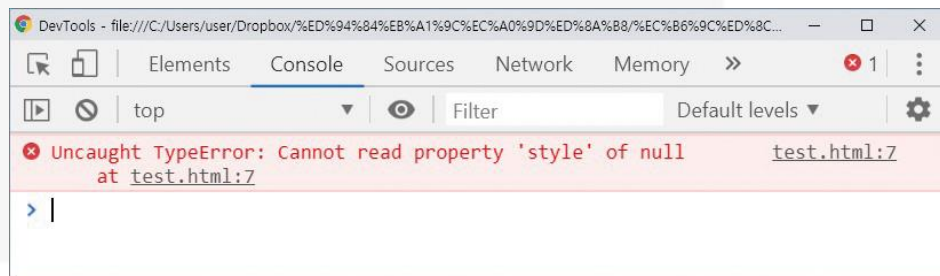 DevTools - file:///C:/Users/user/Dropbox/%ED%94%84%EB%A1%9C%EC%A0%9D%ED%8A%B8/%EC%B6%9C%ED%8C...
Elements Console Sources Network Memory » 1
top Filter Default levels ▼
Uncaught TypeError: Cannot read property 'style' of null test.html:7
at test.html:7
>